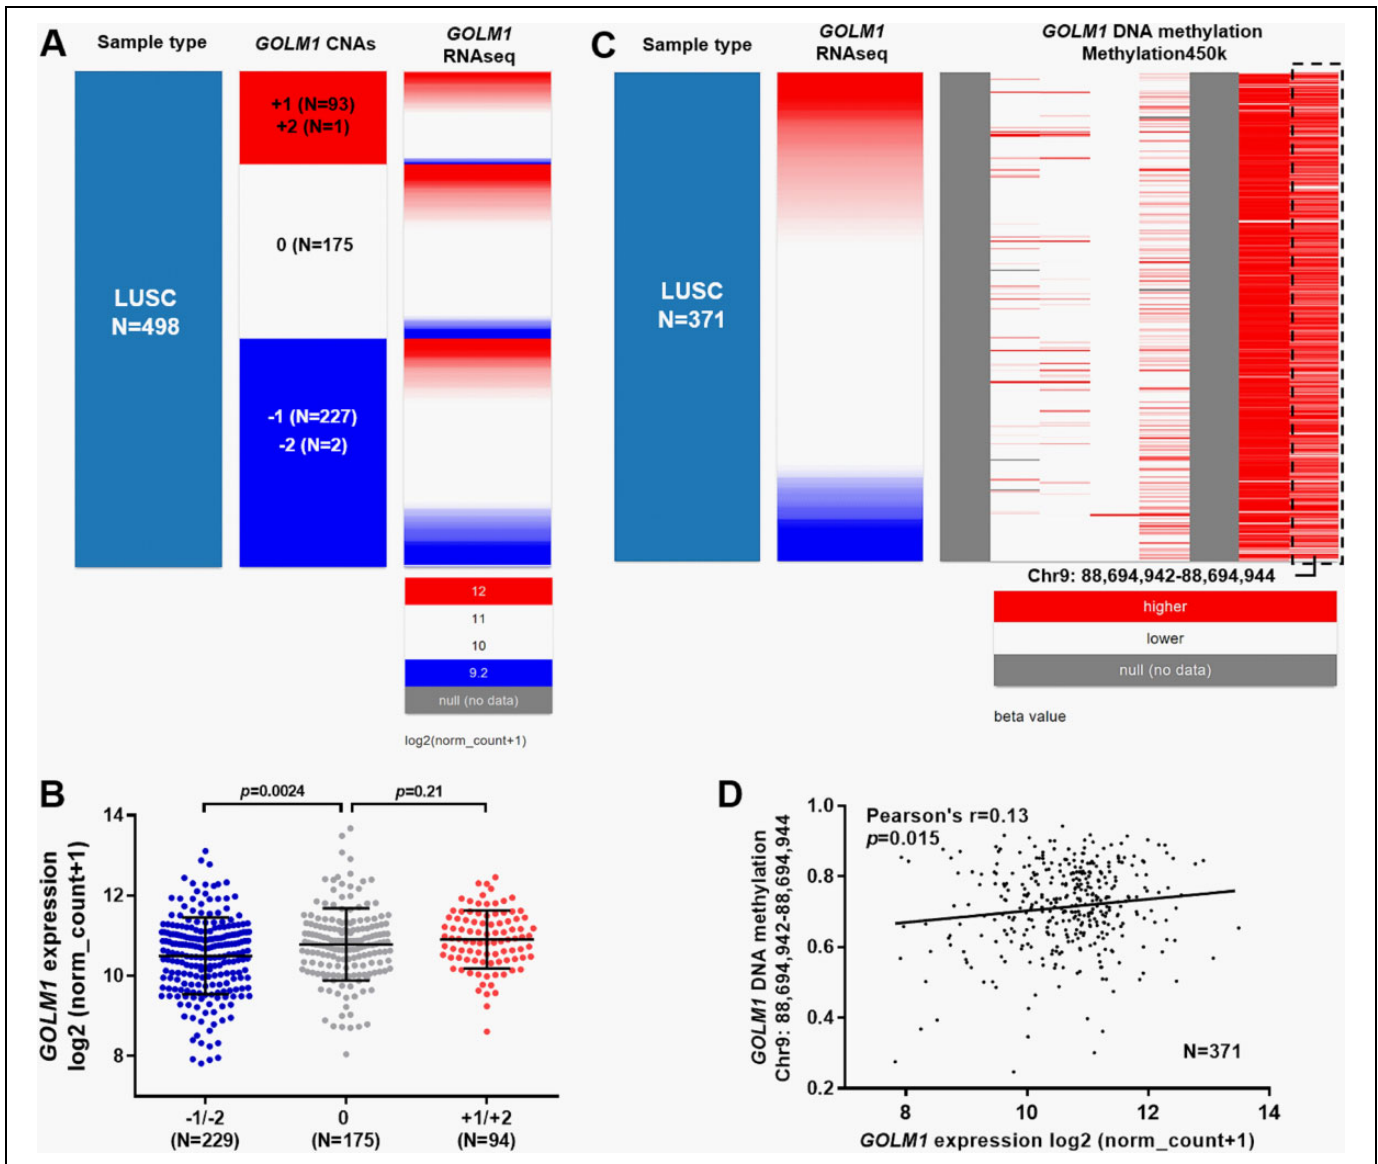 A
Sample type
GOLM1 CNAs
GOLM1
RNAseq
+1 (N=93)
+2 (N=1)
0 (N=175
LUSC
N=498
-1 (N=227)
-2 (N=2)
12
11
10
9.2
null (no data)
log2(norm_count+1)
C
Sample type
GOLM1
RNAseq
GOLM1 DNA methylation
Methylation450k
LUSC
N=371
Chr9: 88,694,942-88,694,944
higher
lower
null (no data)
beta value
B
p=0.0024
p=0.21
GOLM1 expression
log2 (norm_count+1)
14
12
10
8
-1/-2
(N=229)
0
(N=175)
+1/+2
(N=94)
D
Pearson's r=0.13
p=0.015
GOLM1 DNA methylation
Chr9: 88,694,942-88,694,944
1.0
0.8
0.6
0.4
0.2
N=371
8
10
12
14
GOLM1 expression log2 (norm_count+1)